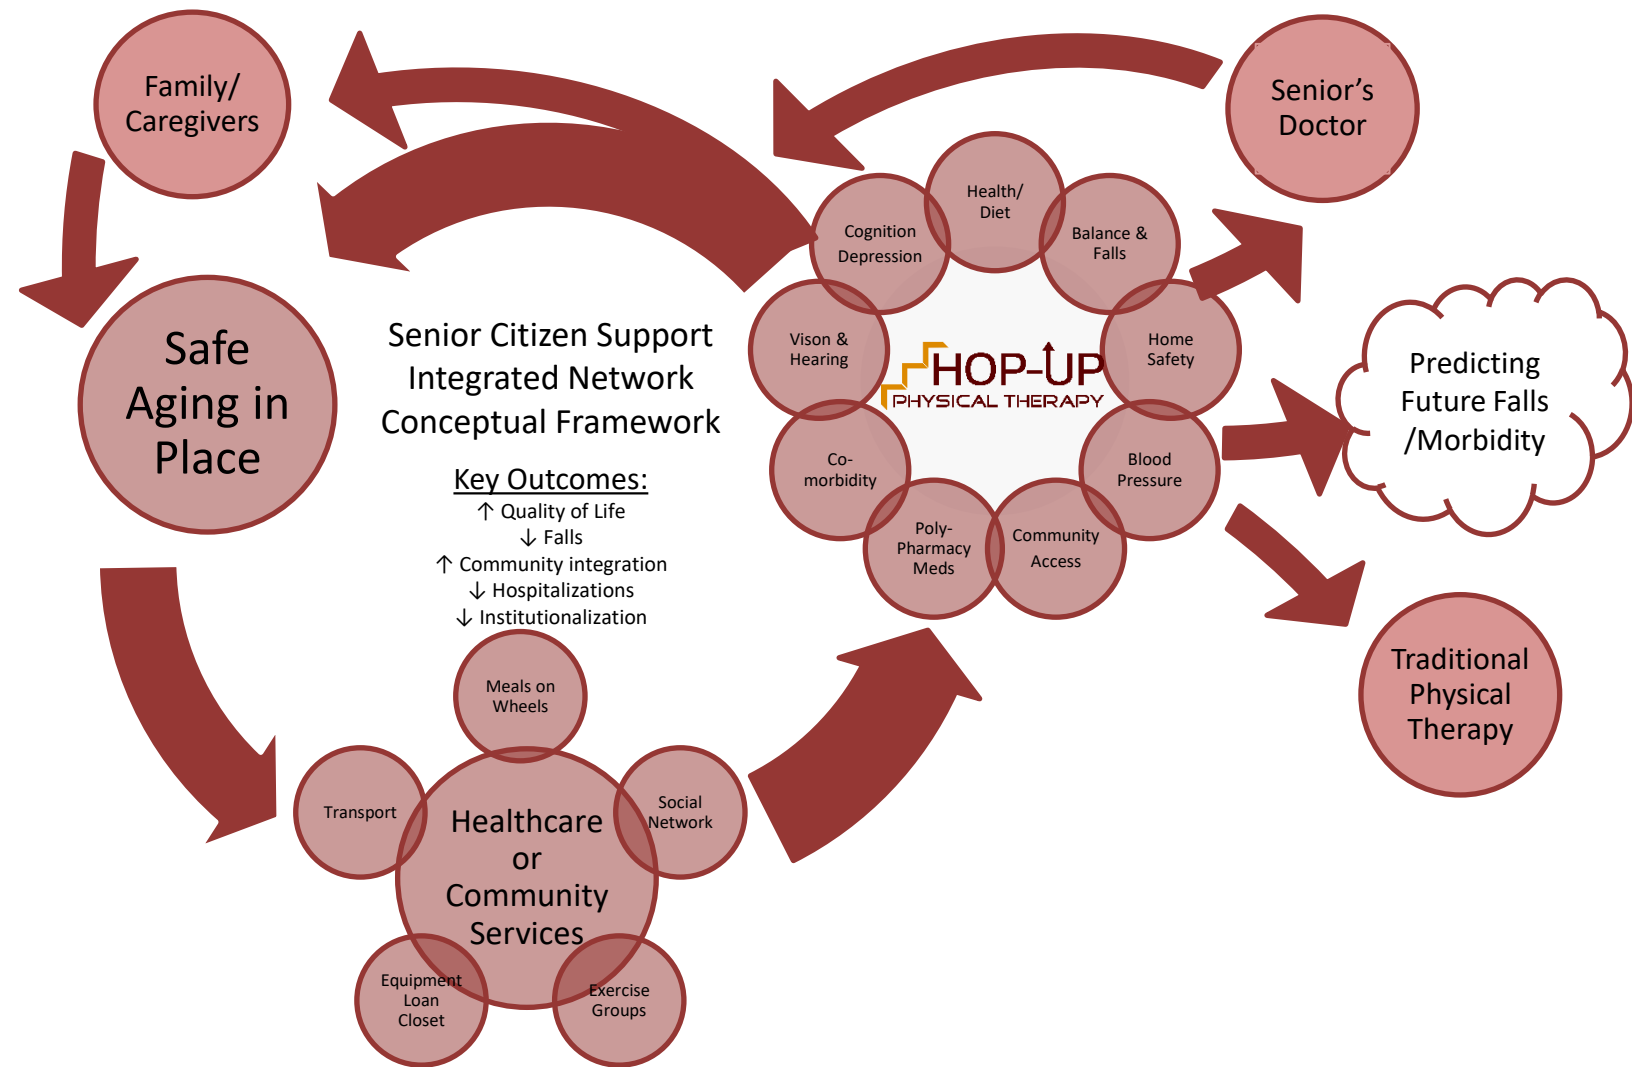 Family/
Caregivers
Senior’s
Doctor
Health/
Diet
Cognition
Depression
Balance &
Falls
Vison &
Hearing
Home
Safety
HOP-UP
PHYSICAL THERAPY
Co-
morbidity
Blood
Pressure
Poly-
Pharmacy
Meds
Community
Access
Safe
Aging in
Place
Senior Citizen Support
Integrated Network
Conceptual Framework
Key Outcomes:
↑ Quality of Life
↓ Falls
↑ Community integration
↓ Hospitalizations
↓ Institutionalization
Predicting
Future Falls
/Morbidity
Traditional
Physical
Therapy
Meals on
Wheels
Transport
Social
Network
Healthcare
or
Community
Services
Equipment
Loan
Closet
Exercise
Groups